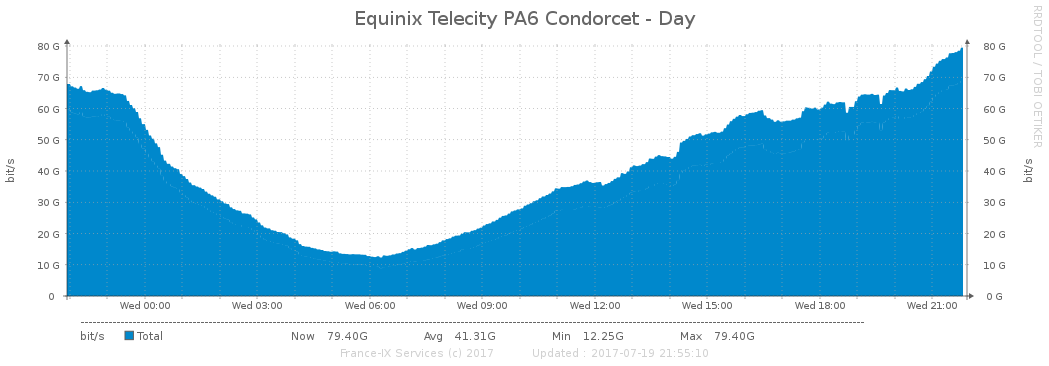 Equinix Telecity PA6 Condorcet - Day
RRDTOOL / TOBI OETIKER
80 G 80 G
70 G 70 G
60 G 60 G
50 G 50 G
40 G 40 G
30 G 30 G
20 G 20 G
10 G 10 G
0 0 G
bit/s bit/s
Wed 00:00 Wed 03:00 Wed 06:00 Wed 09:00 Wed 12:00 Wed 15:00 Wed 18:00 Wed 21:00
bit/s Total Now 79.40G Avg 41.31G Min 12.25G Max 79.40G
France-IX Services (c) 2017 Updated : 2017-07-19 21:55:10